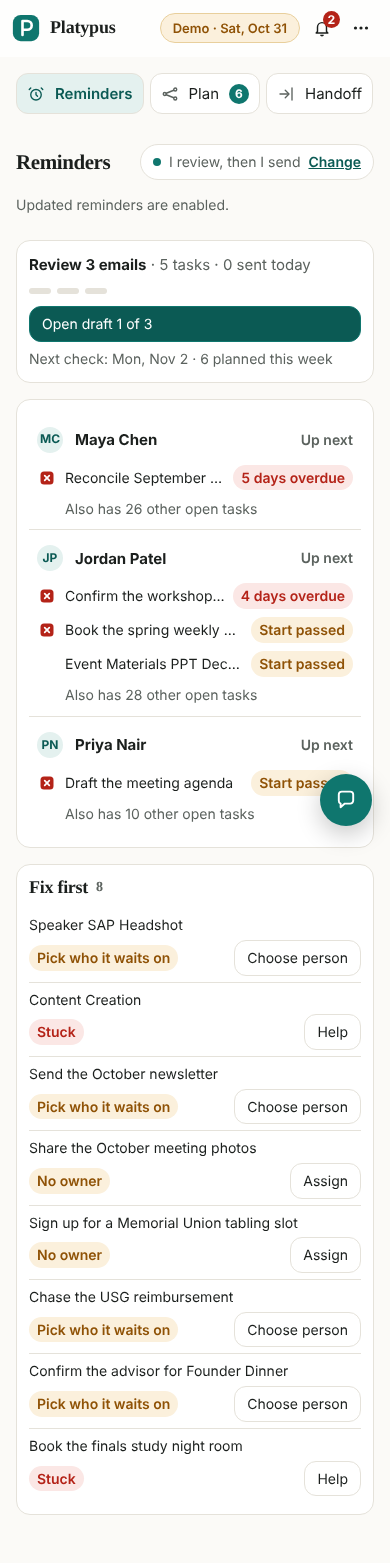 Platypus
Demo · Sat, Oct 31
2
Reminders
Plan 6
Handoff
Reminders
I review, then I send Change
Updated reminders are enabled.
Review 3 emails · 5 tasks · 0 sent today
Open draft 1 of 3
Next check: Mon, Nov 2 · 6 planned this week
MC Maya Chen Up next
Reconcile September ... 5 days overdue
Also has 26 other open tasks
JP Jordan Patel Up next
Confirm the workshop... 4 days overdue
Book the spring weekly ... Start passed
Event Materials PPT Dec... Start passed
Also has 28 other open tasks
PN Priya Nair Up next
Draft the meeting agenda Start pass
Also has 10 other open tasks
Fix first 8
Speaker SAP Headshot
Pick who it waits on Choose person
Content Creation
Stuck Help
Send the October newsletter
Pick who it waits on Choose person
Share the October meeting photos
No owner Assign
Sign up for a Memorial Union tabling slot
No owner Assign
Chase the USG reimbursement
Pick who it waits on Choose person
Confirm the advisor for Founder Dinner
Pick who it waits on Choose person
Book the finals study night room
Stuck Help